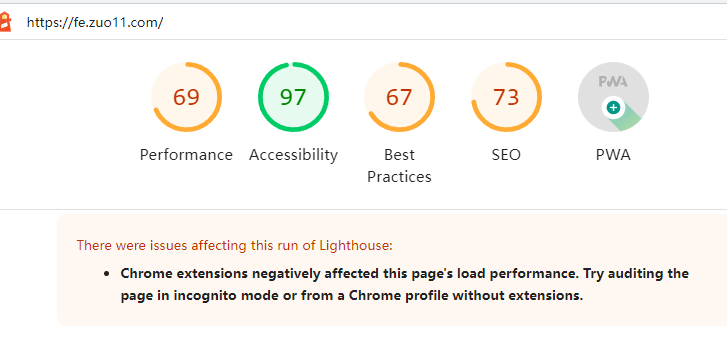 https://fe.zuo11.com/
69 97 67 73 PWA
Performance Accessibility Best Practices SEO PWA
There were issues affecting this run of Lighthouse:
• Chrome extensions negatively affected this page's load performance. Try auditing the
page in incognito mode or from a Chrome profile without extensions.